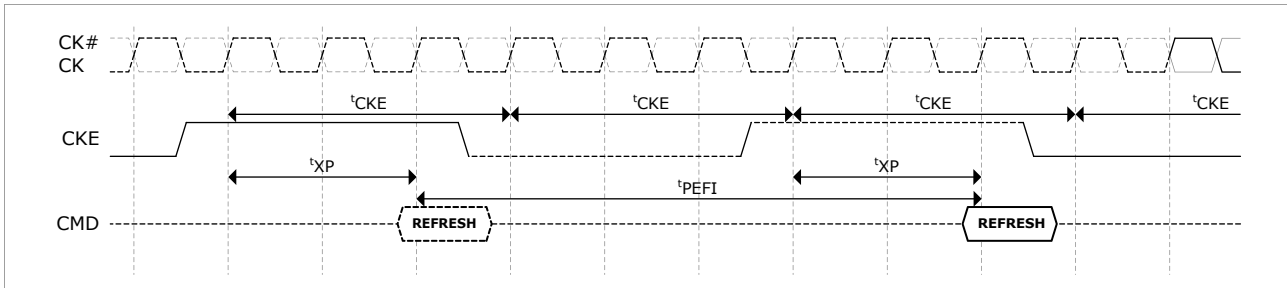 CK#
CK
tCKE tCKE tCKE tCKE
CKE
tXP tXP
tPEFI
CMD REFRESH REFRESH